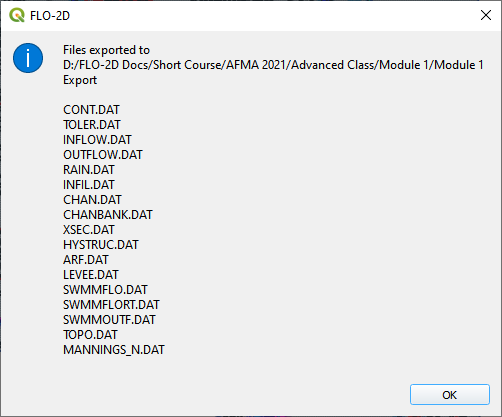 FLO-2D
Files exported to
D:/FLO-2D Docs/Short Course/AFMA 2021/Advanced Class/Module 1/Module 1
Export
CONT.DAT
TOLER.DAT
INFLOW.DAT
OUTFLOW.DAT
RAIN.DAT
INFIL.DAT
CHAN.DAT
CHANBANK.DAT
XSEC.DAT
HYSTRUC.DAT
ARF.DAT
LEVEE.DAT
SWMMFLO.DAT
SWMMFLORT.DAT
SWMMOUTF.DAT
TOPO.DAT
MANNINGS_N.DAT
OK